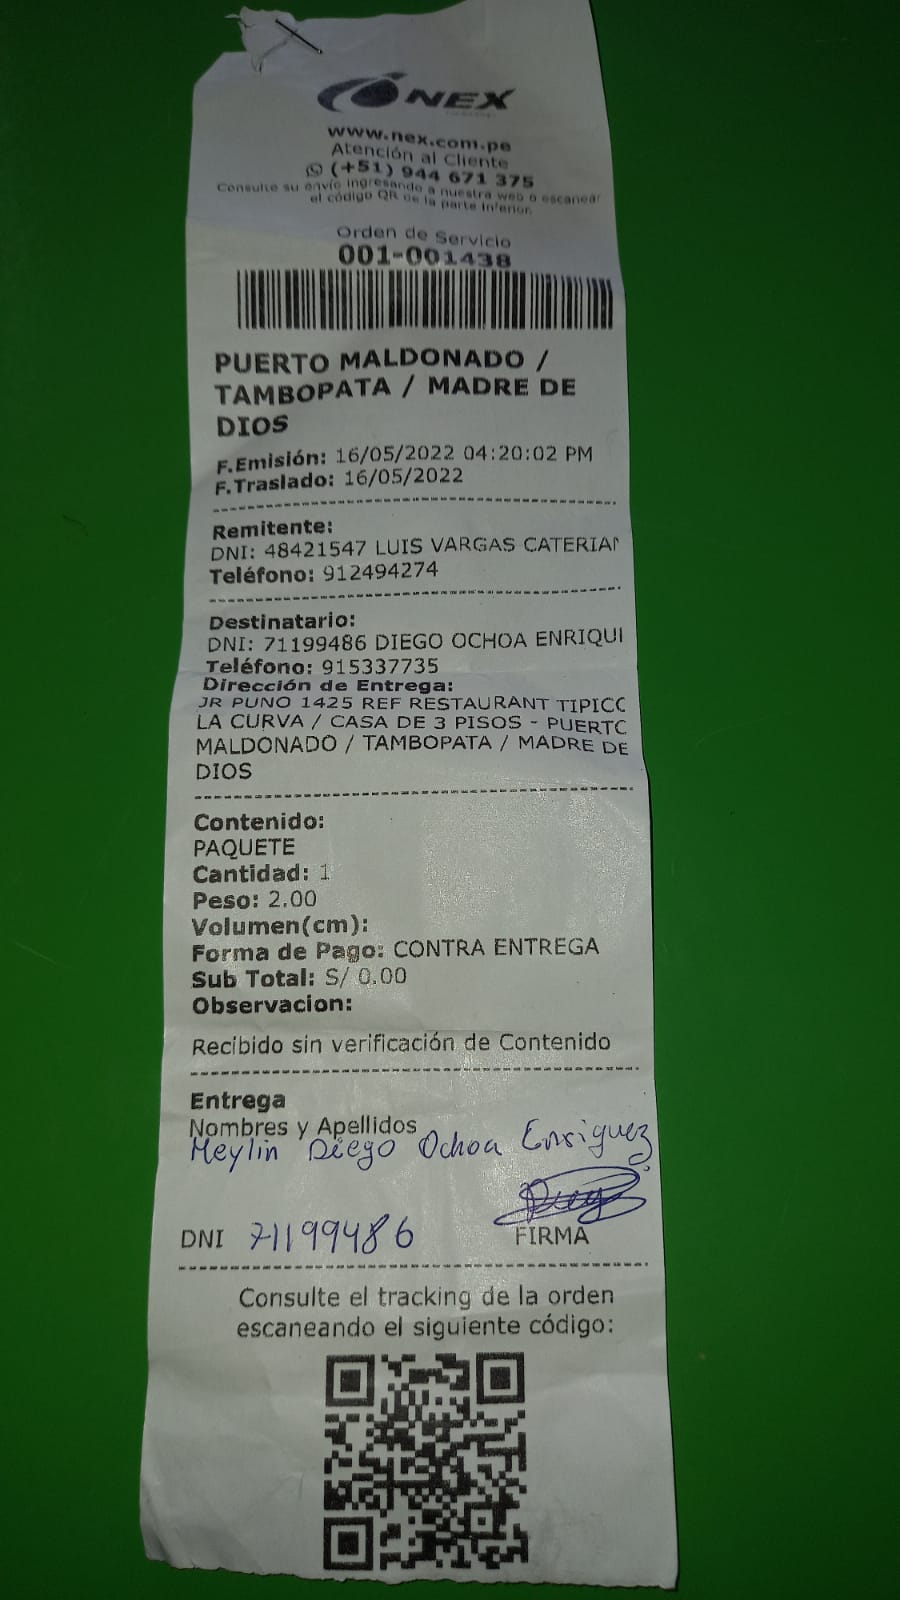 NEX
www.nex.com.pe
Atención al Cliente
(+51) 944 671 375
Consulte su envío ingresando a nuestra web o escanear
el código QR de la parte inferior.
Orden de Servicio
001-001438
PUERTO MALDONADO /
TAMBOPATA / MADRE DE
DIOS
F.Emisión: 16/05/2022 04:20:02 PM
F.Traslado: 16/05/2022
Remitente:
DNI: 48421547 LUIS VARGAS CATERIAN
Teléfono: 912494274
Destinatario:
DNI: 71199486 DIEGO OCHOA ENRIQUI
Teléfono: 915337735
Dirección de Entrega:
JR PUNO 1425 REF RESTAURANT TIPICO
LA CURVA / CASA DE 3 PISOS - PUERTO
MALDONADO / TAMBOPATA / MADRE DE
DIOS
Contenido:
PAQUETE
Cantidad: 1
Peso: 2.00
Volumen(cm):
Forma de Pago: CONTRA ENTREGA
Sub Total: S/ 0.00
Observacion:
Recibido sin verificación de Contenido
Entrega
Nombres y Apellidos
Meylin Diego Ochoa Enriquez
DNI 71199486 FIRMA
Consulte el tracking de la orden
escaneando el siguiente código: